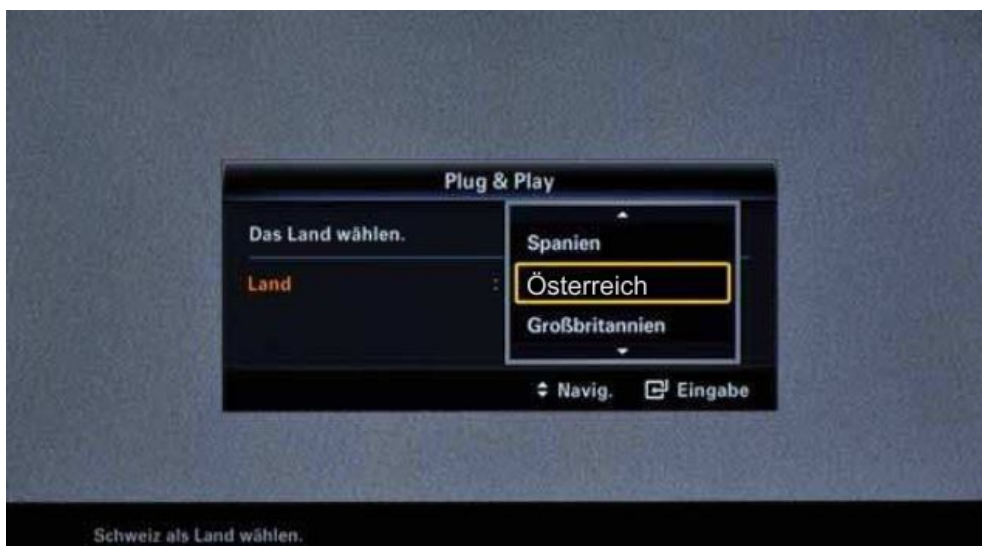 Plug & Play
Das Land wählen.
Spanien
Land :
Österreich
Großbritannien
Navig. Eingabe
Schweiz als Land wählen.